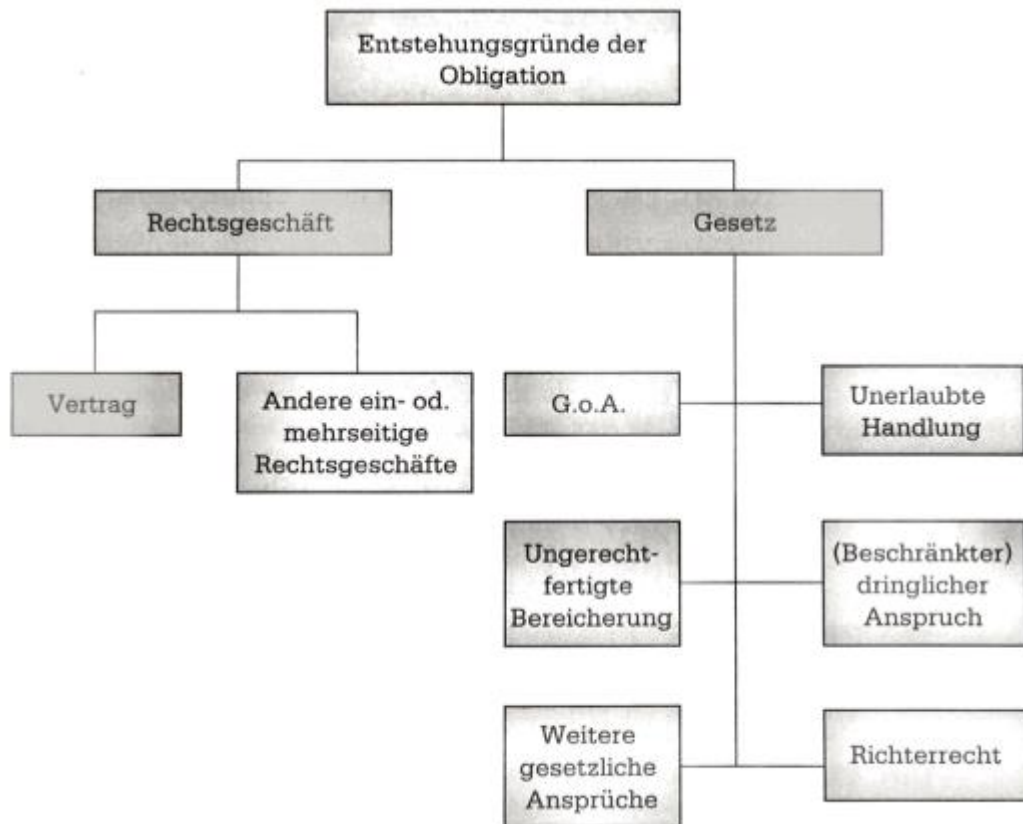 Entstehungsgründe der
Obligation
Rechtsgeschäft
Gesetz
Vertrag
Andere ein- od.
mehrseitige
Rechtsgeschäfte
G.o.A.
Unerlaubte
Handlung
Ungerecht-
fertigte
Bereicherung
(Beschränkter)
dringlicher
Anspruch
Weitere
gesetzliche
Ansprüche
Richterrecht